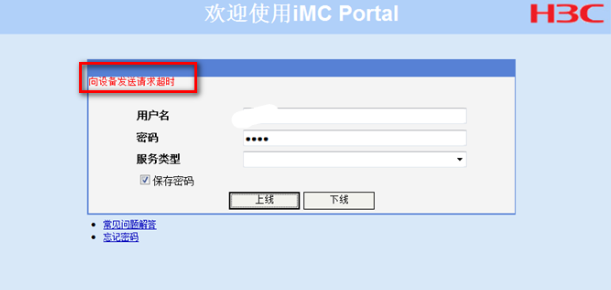 欢迎使用iMC Portal
H3C
向设备发送请求超时
用户名
密码
服务类型
保存密码
上线 下线
常见问题解答
忘记密码